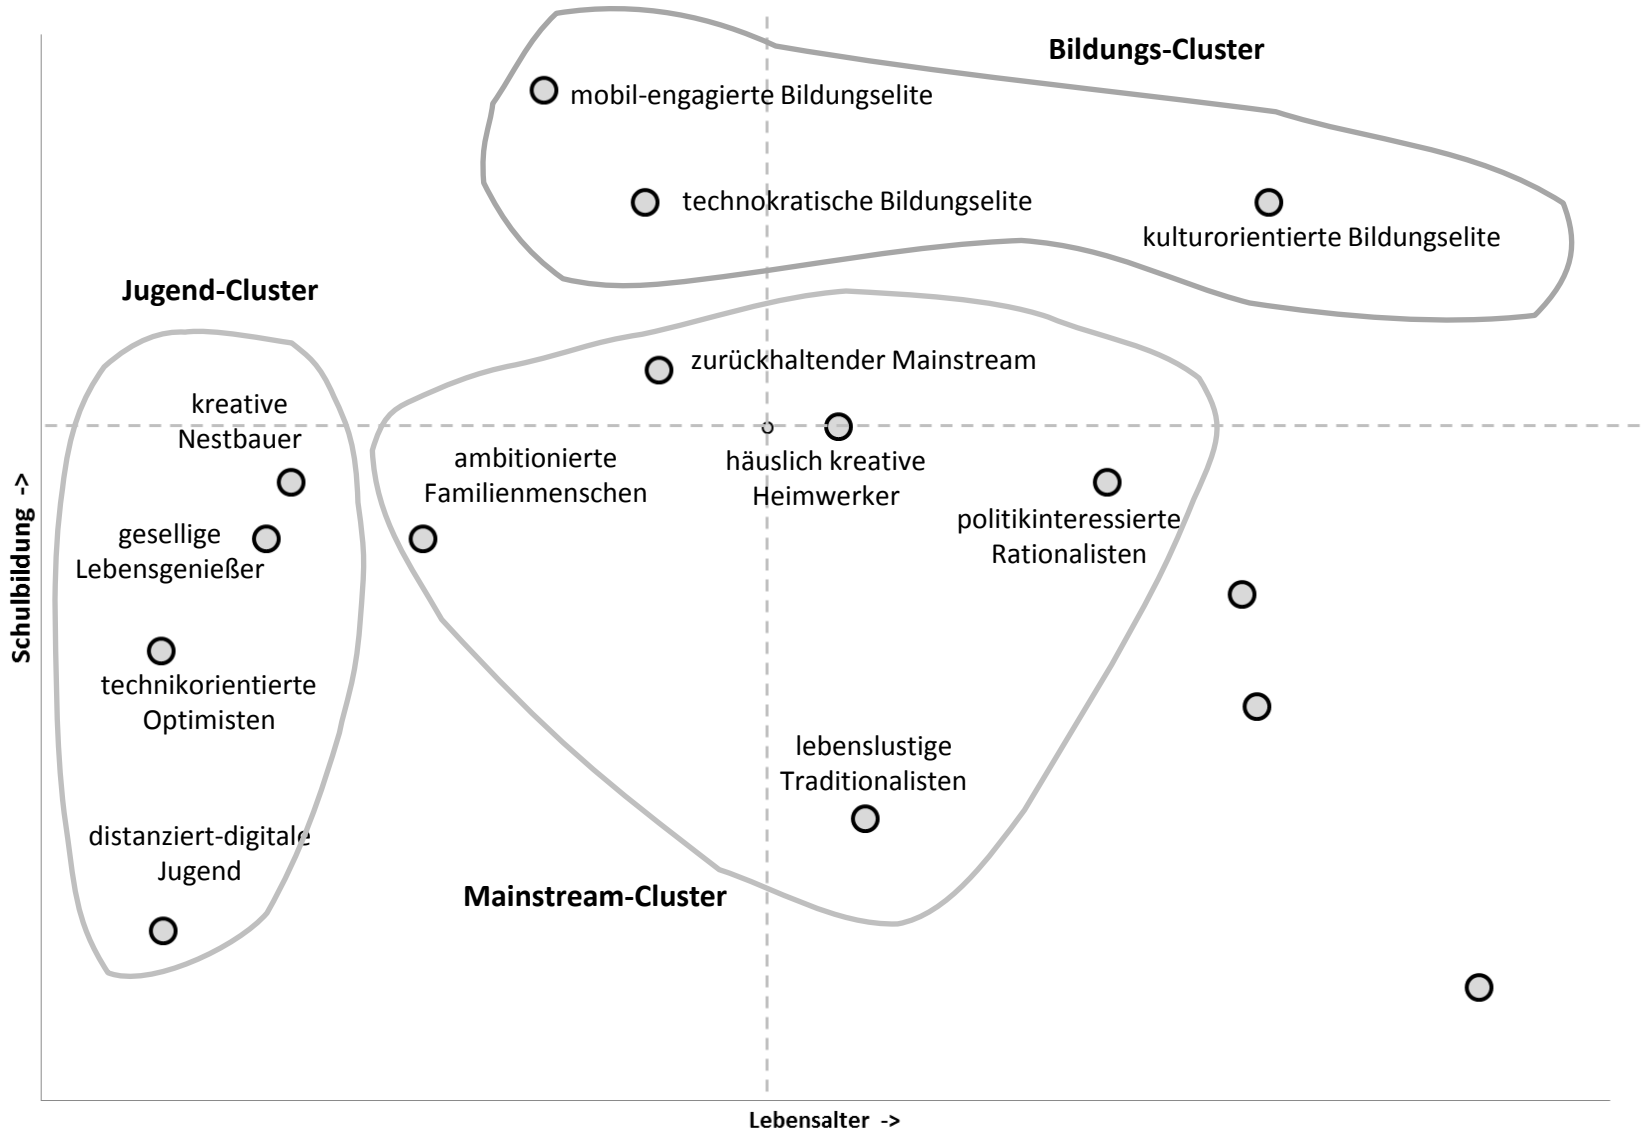 Bildungs-Cluster
mobil-engagierte Bildungselite
technokratische Bildungselite
kulturorientierte Bildungselite
Jugend-Cluster
kreative
Nestbauer
gesellige
Lebensgenießer
technikorientierte
Optimisten
distanziert-digitale
Jugend
zurückhaltender Mainstream
ambitionierte
Familienmenschen
häuslich kreative
Heimwerker
politikinteressierte
Rationalisten
lebenslustige
Traditionalisten
Mainstream-Cluster
Schulbildung ->
Lebensalter ->